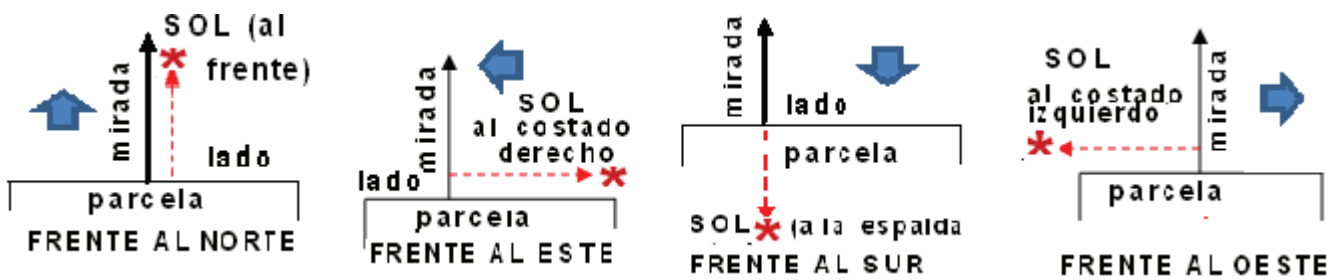 SOL (al
frente)
mirada
lado
parcela
FRENTE AL NORTE
mirada
SOL
al costado
derecho
lado
parcela
FRENTE AL ESTE
mirada
lado
parcela
SOL (a la espalda
FRENTE AL SUR
SOL
al costado
izquierdo
mirada
parcela
FRENTE AL OESTE